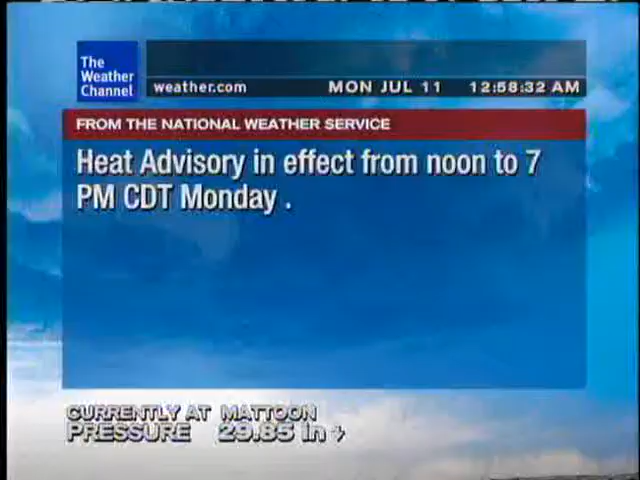 The
Weather
Channel
weather.com MON JUL 11 12:58:32 AM
FROM THE NATIONAL WEATHER SERVICE
Heat Advisory in effect from noon to 7
PM CDT Monday .
CURRENTLY AT MATTOON
PRESSURE 29.85 in ↓